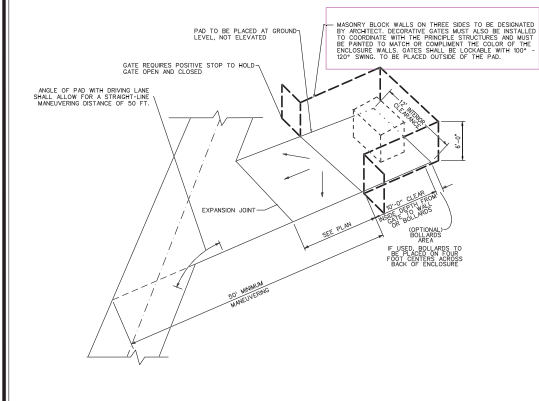 MASONRY BLOCK WALLS ON THREE SIDES TO BE DESIGNATED
BY ARCHITECT. DECORATIVE GATES MUST ALSO BE INSTALLED
TO COORDINATE WITH THE PRINCIPLE STRUCTURES AND MUST
BE PAINTED TO MATCH OR COMPLIMENT THE COLOR OF THE
ENCLOSURE WALLS. GATES SHALL BE LOCKABLE WITH 100° -
120° SWING. TO BE PLACED OUTSIDE OF THE PAD.
PAD TO BE PLACED AT GROUND
LEVEL, NOT ELEVATED
GATE REQUIRES POSITIVE STOP TO HOLD
GATE OPEN AND CLOSED
ANGLE OF PAD WITH DRIVING LANE
SHALL ALLOW FOR A STRAIGHT-LINE
MANEUVERING DISTANCE OF 50 FT.
12' INTERIOR
CLEARANCE
6'-0"
EXPANSION JOINT
SEE PLAN
10'-0" CLEAR
INSIDE DEPTH FROM
GATE TO WALL
OR BOLLARDS
(OPTIONAL)
BOLLARDS
AREA
IF USED, BOLLARDS TO
BE PLACED ON FOUR
FOOT CENTERS ACROSS
BACK OF ENCLOSURE
50' MINIMUM
MANEUVERING